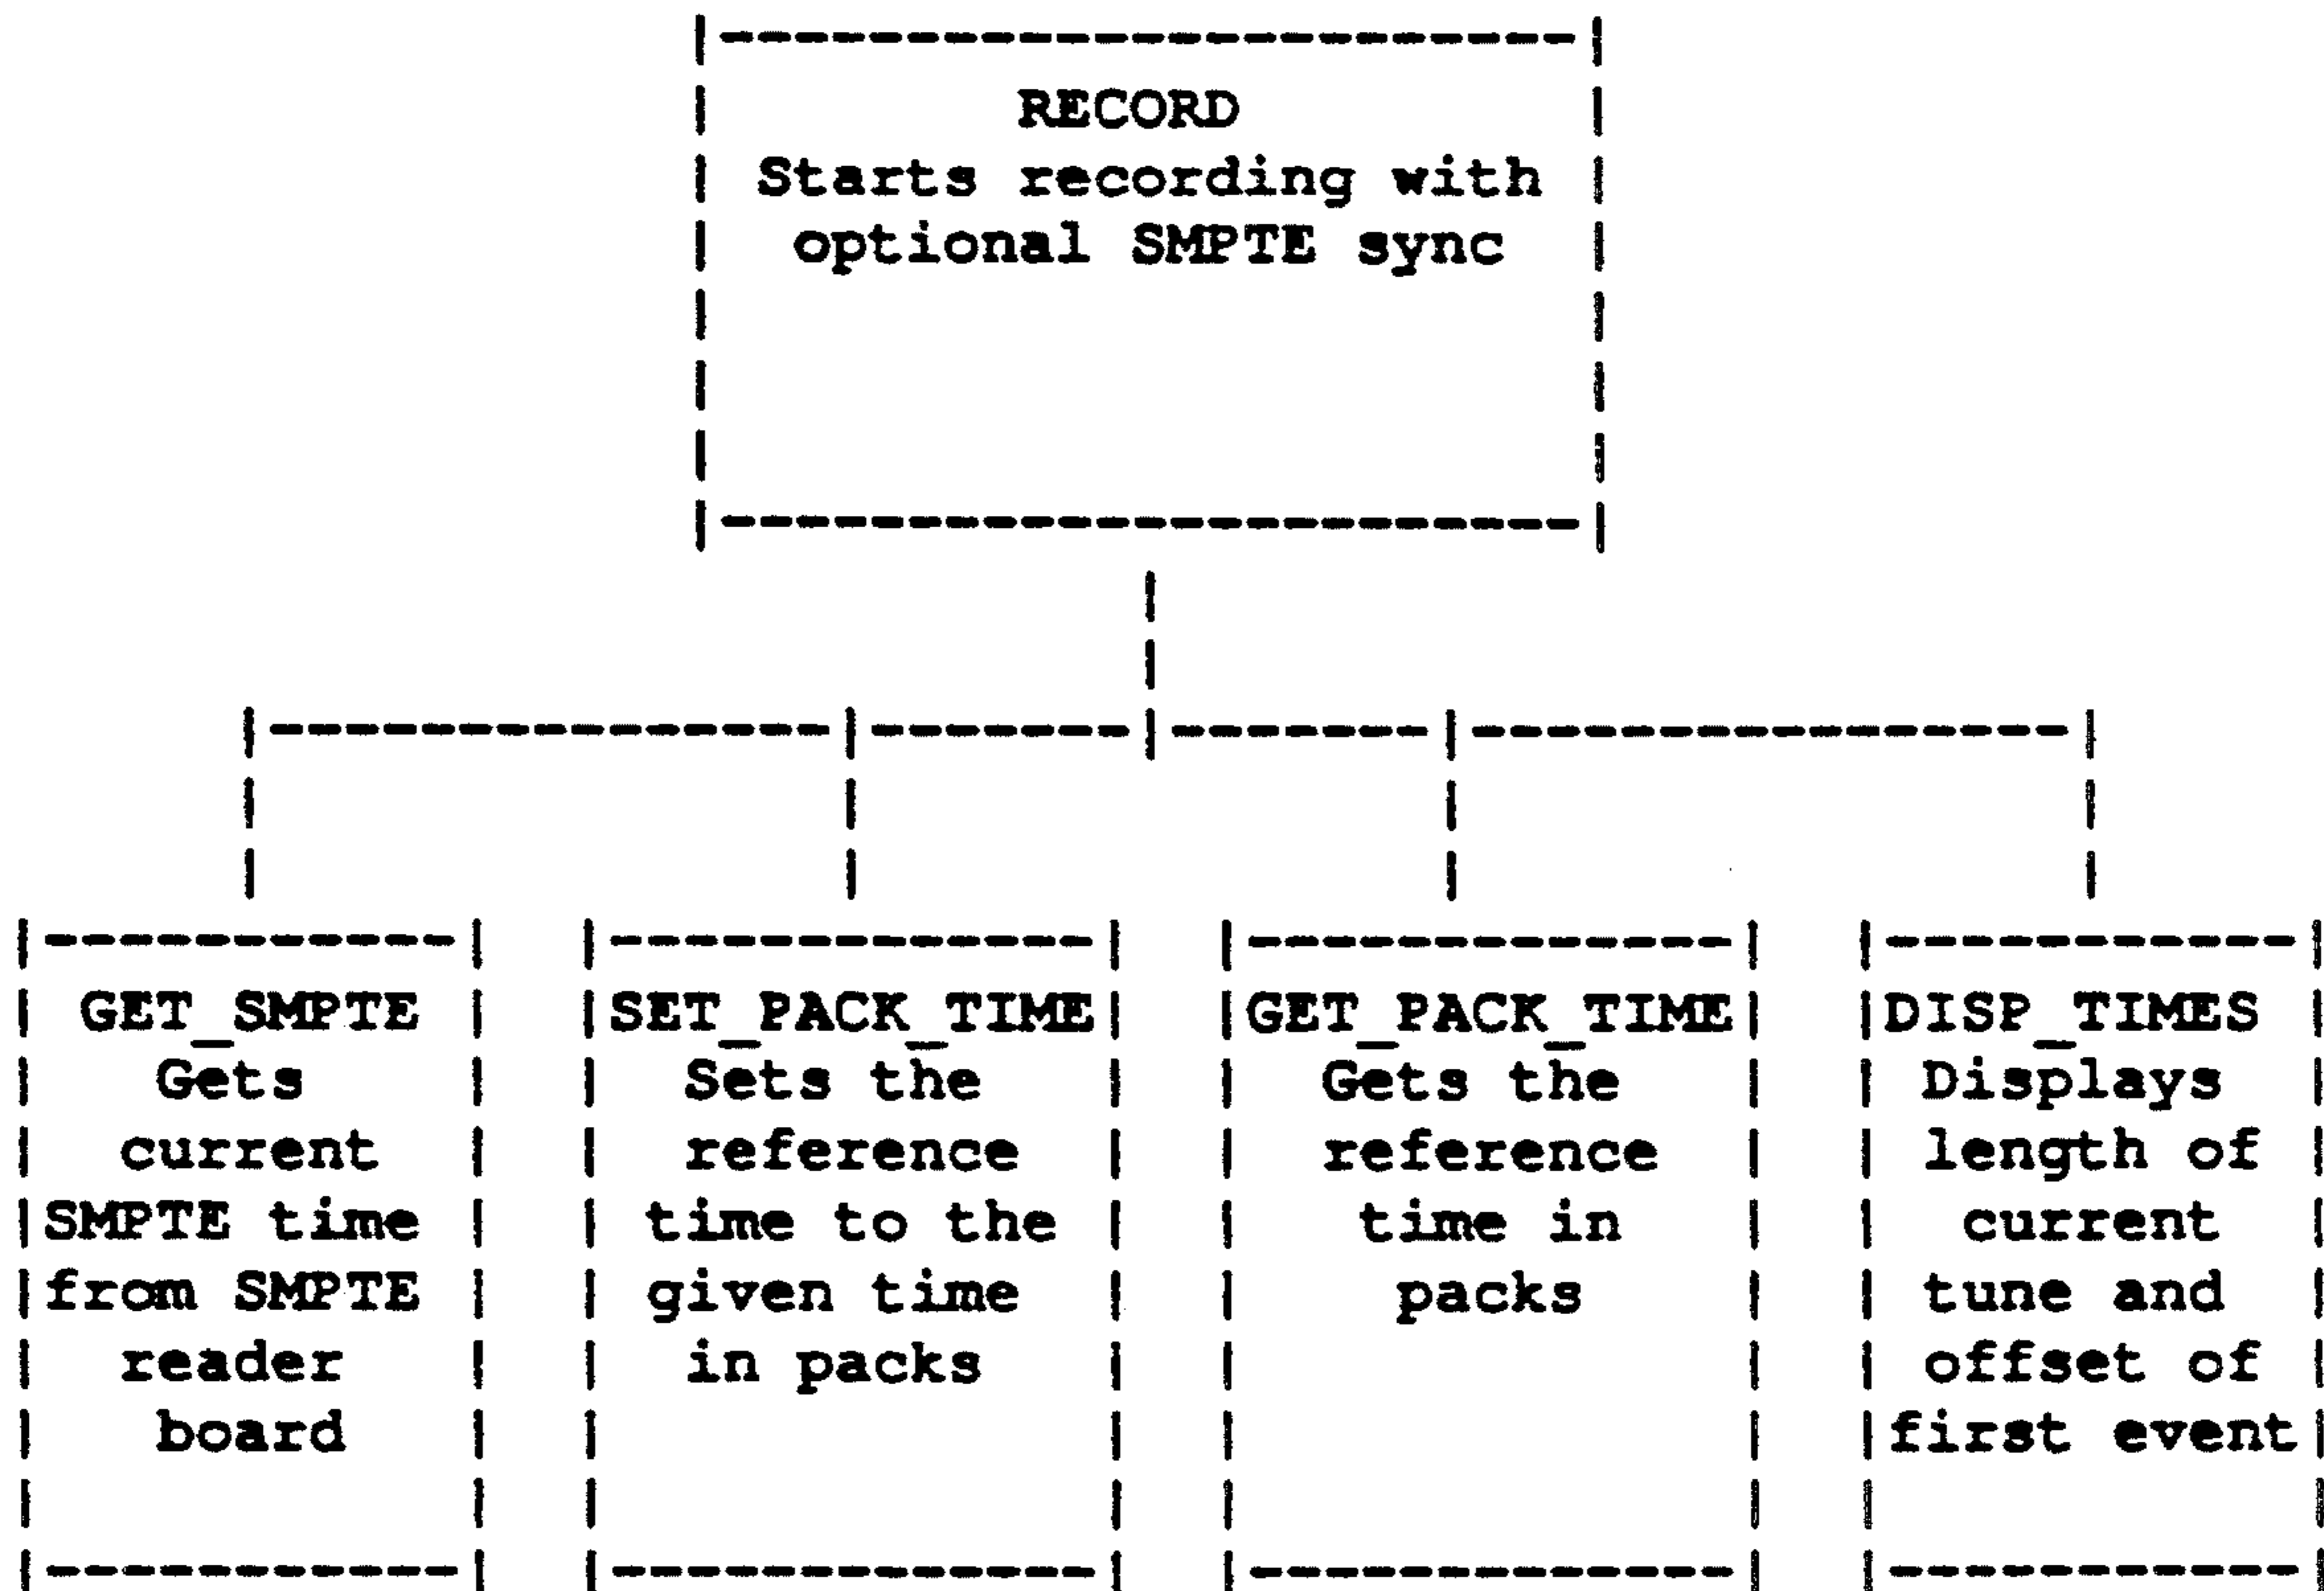 RECORD
Starts recording with
optional SMPTE sync
GET_SMPTE
Gets
current
SMPTE time
from SMPTE
reader
board
SET_PACK_TIME
Sets the
reference
time to the
given time
in packs
GET_PACK_TIME
Gets the
reference
time in
packs
DISP_TIMES
Displays
length of
current
tune and
offset of
first event